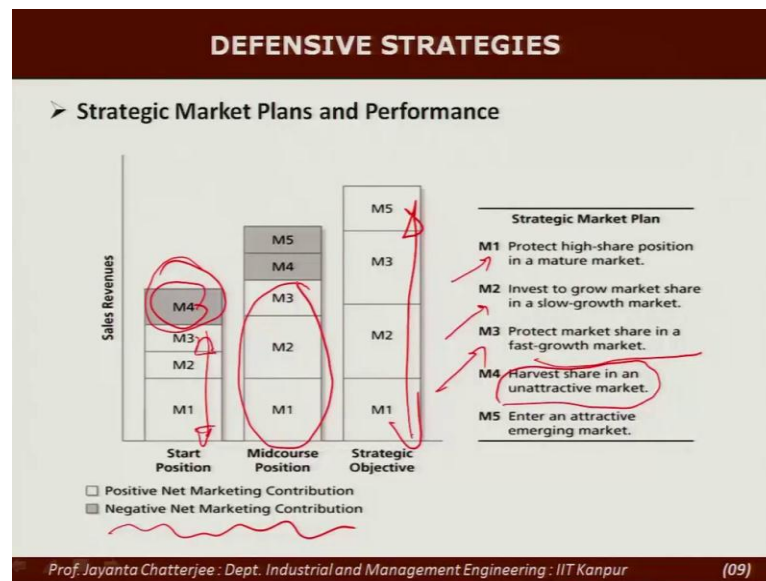 DEFENSIVE STRATEGIES
➢ Strategic Market Plans and Performance
Sales Revenues
M4
M3
M2
M1
Start
Position
M5
M4
M3
M2
M1
Midcourse
Position
M5
M3
M2
M1
Strategic
Objective
Positive Net Marketing Contribution
Negative Net Marketing Contribution
Strategic Market Plan
M1 Protect high-share position
in a mature market.
M2 Invest to grow market share
in a slow-growth market.
M3 Protect market share in a
fast-growth market.
M4 Harvest share in an
unattractive market.
M5 Enter an attractive
emerging market.
Prof. Jayanta Chatterjee : Dept. Industrial and Management Engineering : IIT Kanpur (09)